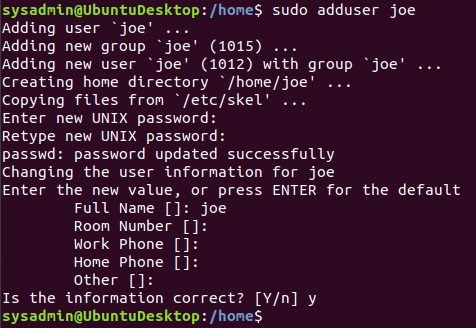 sysadmin@UbuntuDesktop:/home$ sudo adduser joe
Adding user `joe' ...
Adding new group `joe' (1015) ...
Adding new user `joe' (1012) with group `joe' ...
Creating home directory `/home/joe' ...
Copying files from `/etc/skel' ...
Enter new UNIX password:
Retype new UNIX password:
passwd: password updated successfully
Changing the user information for joe
Enter the new value, or press ENTER for the default
Full Name []: joe
Room Number []:
Work Phone []:
Home Phone []:
Other []:
Is the information correct? [Y/n] y
sysadmin@UbuntuDesktop:/home$